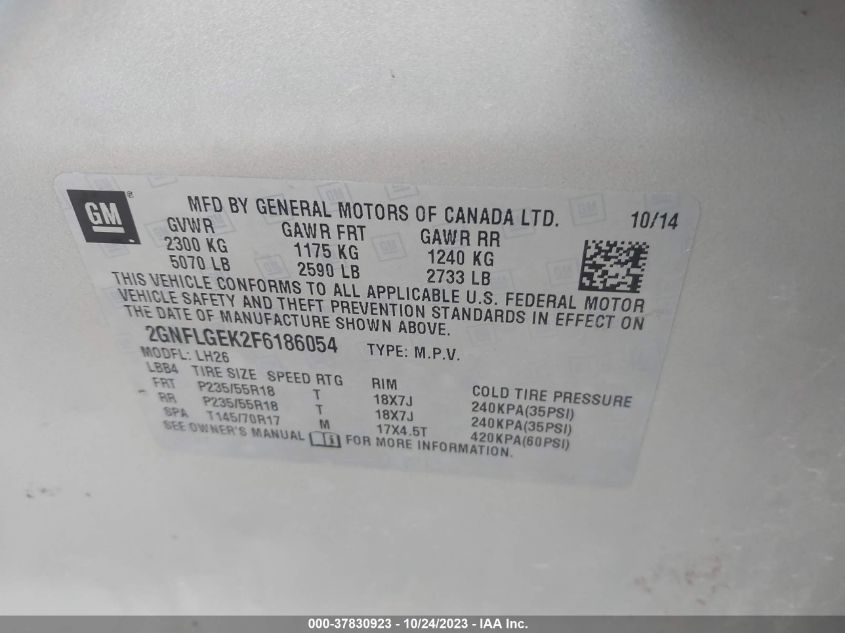 GM
MFD BY GENERAL MOTORS OF CANADA LTD. 10/14
GVWR GAWR FRT GAWR RR
2300 KG 1175 KG 1240 KG
5070 LB 2590 LB 2733 LB
THIS VEHICLE CONFORMS TO ALL APPLICABLE U.S. FEDERAL MOTOR
VEHICLE SAFETY AND THEFT PREVENTION STANDARDS IN EFFECT ON
THE DATE OF MANUFACTURE SHOWN ABOVE.
2GNFLGEK2F6186054 TYPE: M.P.V.
MODEL: LH26
LBB4 TIRE SIZE SPEED RTG RIM COLD TIRE PRESSURE
FRT P235/55R18 T 18X7J 240KPA(35PSI)
RR P235/55R18 T 18X7J 240KPA(35PSI)
SPA T145/70R17 M 17X4.5T 420KPA(60PSI)
SEE OWNER'S MANUAL FOR MORE INFORMATION.
000-37830923 - 10/24/2023 - IAA Inc.